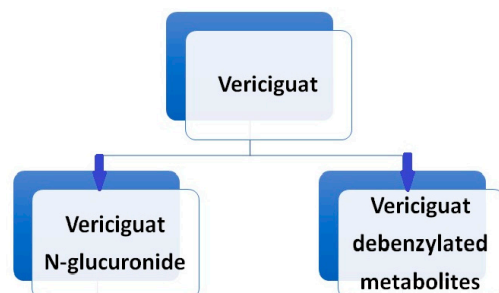 Vericiguat
Vericiguat
N-glucuronide
Vericiguat
debenzylated
metabolites